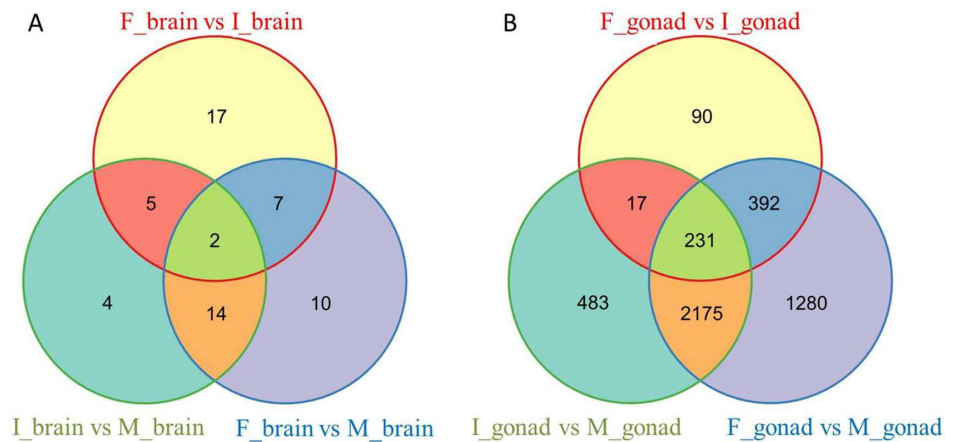 A
F_brain vs I_brain
17
5
7
2
4
14
10
I_brain vs M_brain
F_brain vs M_brain
B
F_gonad vs I_gonad
90
17
392
231
483
2175
1280
I_gonad vs M_gonad
F_gonad vs M_gonad